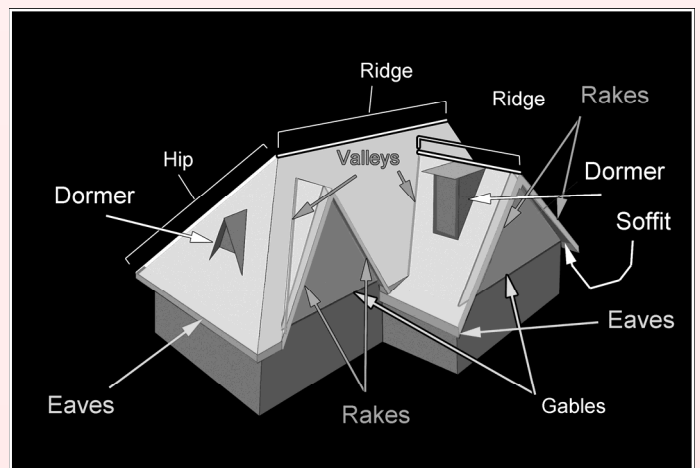 Ridge
Ridge
Rakes
Hip
Valleys
Dormer
Dormer
Soffit
Eaves
Eaves
Rakes
Gables